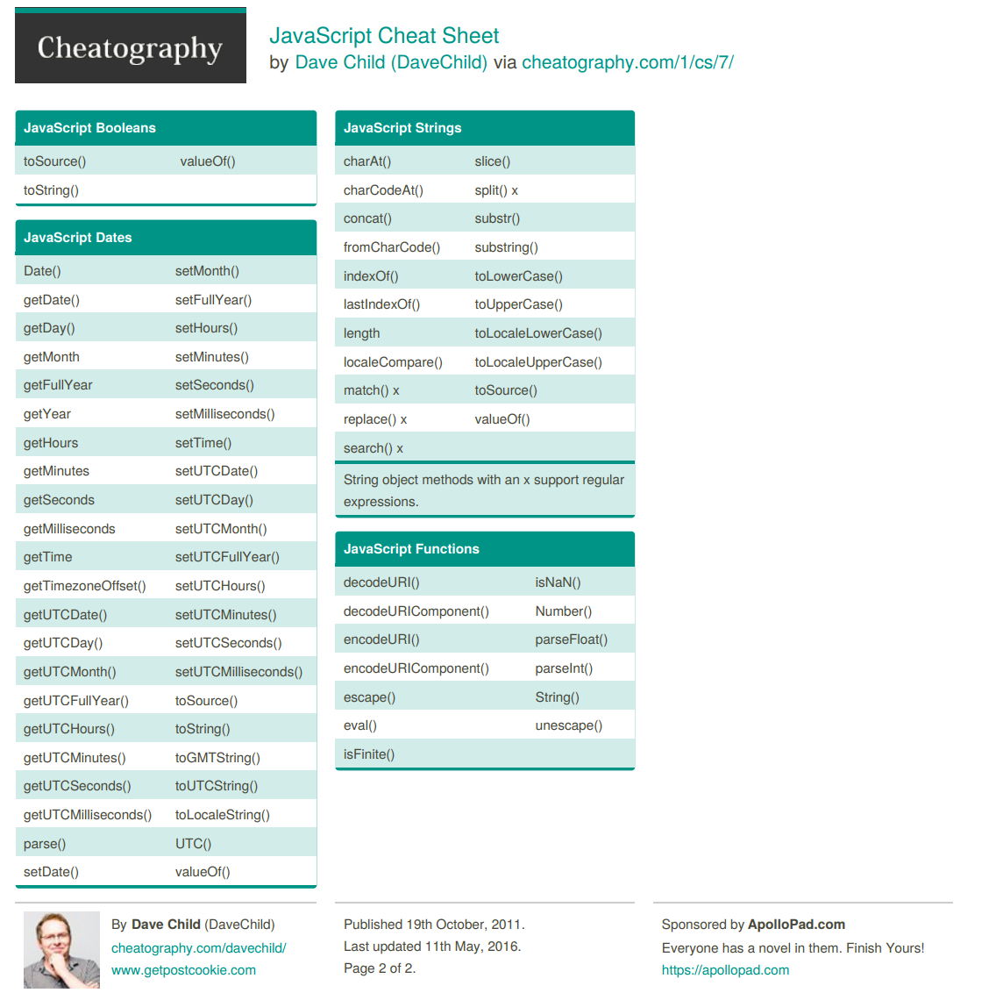 Cheatography
JavaScript Cheat Sheet
by Dave Child (DaveChild) via cheatography.com/1/cs/7/
JavaScript Booleans
toSource() valueOf()
toString()
JavaScript Dates
Date() setMonth()
getDate() setFullYear()
getDay() setHours()
getMonth setMinutes()
getFullYear setSeconds()
getYear setMilliseconds()
getHours setTime()
getMinutes setUTCDate()
getSeconds setUTCDay()
getMilliseconds setUTCMonth()
getTime setUTCFullYear()
getTimezoneOffset() setUTCHours()
getUTCDate() setUTCMinutes()
getUTCDay() setUTCSeconds()
getUTCMonth() setUTCMilliseconds()
getUTCFullYear() toSource()
getUTCHours() toString()
getUTCMinutes() toGMTString()
getUTCSeconds() toUTCString()
getUTCMilliseconds() toLocaleString()
parse() UTC()
setDate() valueOf()
JavaScript Strings
charAt() slice()
charCodeAt() split() x
concat() substr()
fromCharCode() substring()
indexOf() toLowerCase()
lastIndexOf() toUpperCase()
length toLocaleLowerCase()
localeCompare() toLocaleUpperCase()
match() x toSource()
replace() x valueOf()
search() x
String object methods with an x support regular
expressions.
JavaScript Functions
decodeURI() isNaN()
decodeURIComponent() Number()
encodeURI() parseFloat()
encodeURIComponent() parseInt()
escape() String()
eval() unescape()
isFinite()
By Dave Child (DaveChild)
cheatography.com/davechild/
www.getpostcookie.com
Published 19th October, 2011.
Last updated 11th May, 2016.
Page 2 of 2.
Sponsored by ApolloPad.com
Everyone has a novel in them. Finish Yours!
https://apollopad.com